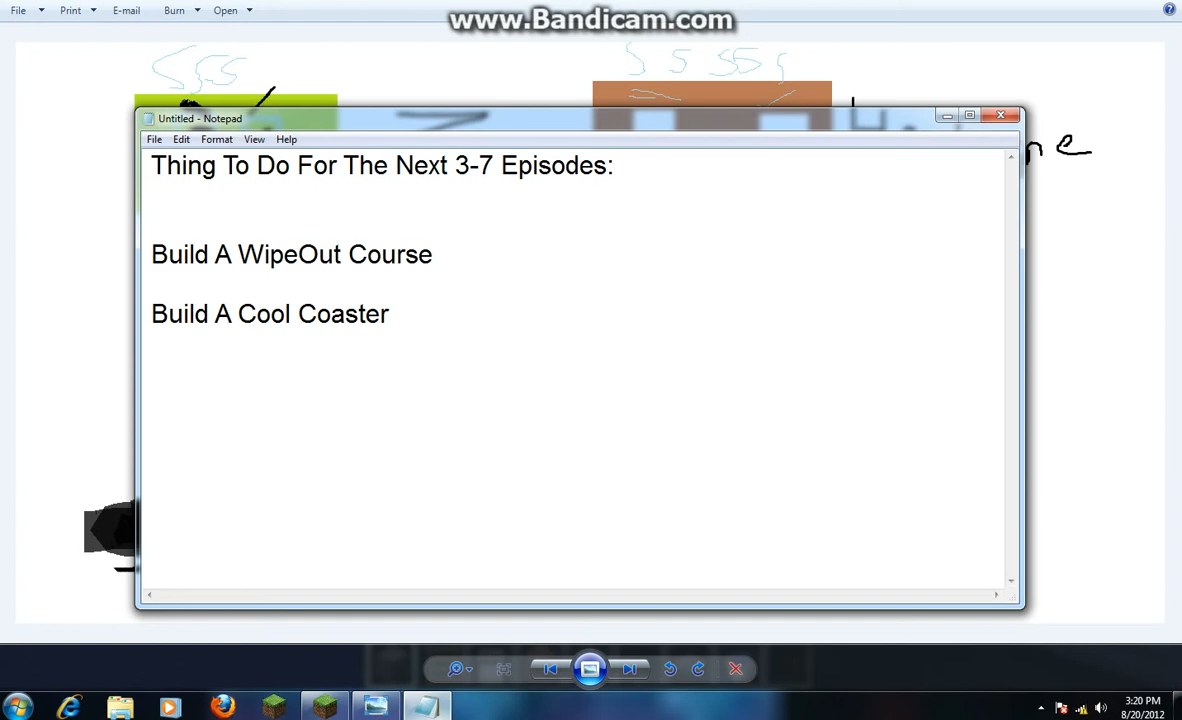 File Print E-mail Burn Open
www.Bandicam.com
Untitled - Notepad
File Edit Format View Help
ne
Thing To Do For The Next 3-7 Episodes:
Build A WipeOut Course
Build A Cool Coaster
3:20 PM
8/20/2012